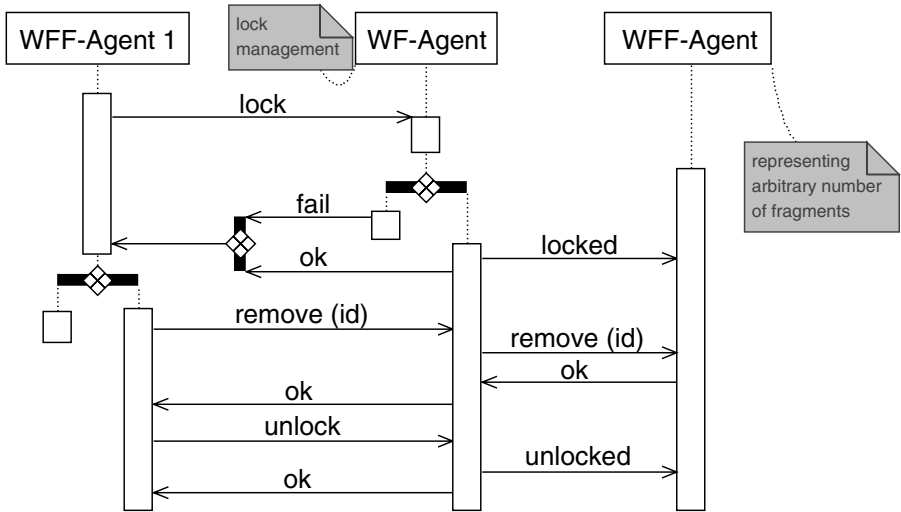 WFF-Agent 1
lock
management
WF-Agent
WFF-Agent
lock
representing
arbitrary number
of fragments
fail
locked
ok
remove (id)
remove (id)
ok
ok
unlock
unlocked
ok